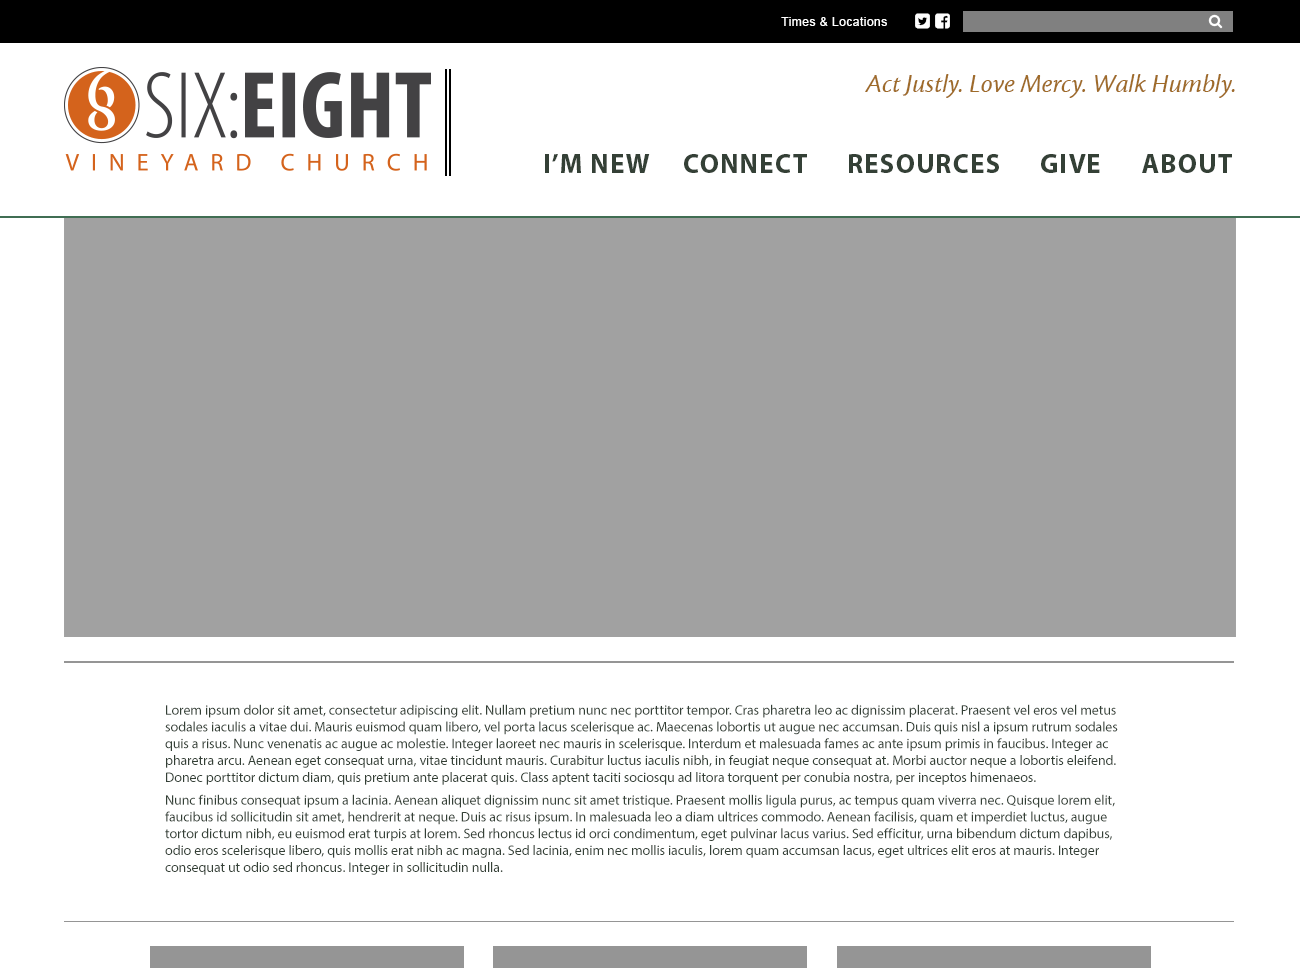 Times & Locations
68 SIX:EIGHT
VINEYARD CHURCH
Act Justly. Love Mercy. Walk Humbly.
I’M NEW CONNECT RESOURCES GIVE ABOUT
Lorem ipsum dolor sit amet, consectetur adipiscing elit. Nullam pretium nunc nec porttitor tempor. Cras pharetra leo ac dignissim placerat. Praesent vel eros vel metus
sodales iaculis a vitae dui. Mauris euismod quam libero, vel porta lacus scelerisque ac. Maecenas lobortis ut augue nec accumsan. Duis quis nisl a ipsum rutrum sodales
quis a risus. Nunc venenatis ac augue ac molestie. Integer laoreet nec mauris in scelerisque. Interdum et malesuada fames ac ante ipsum primis in faucibus. Integer ac
pharetra arcu. Aenean eget consequat urna, vitae tincidunt mauris. Curabitur luctus iaculis nibh, in feugiat neque consequat at. Morbi auctor neque a lobortis eleifend.
Donec porttitor dictum diam, quis pretium ante placerat quis. Class aptent taciti sociosqu ad litora torquent per conubia nostra, per inceptos himenaeos.
Nunc finibus consequat ipsum a lacinia. Aenean aliquet dignissim nunc sit amet tristique. Praesent mollis ligula purus, ac tempus quam viverra nec. Quisque lorem elit,
faucibus id sollicitudin sit amet, hendrerit at neque. Duis ac risus ipsum. In malesuada leo a diam ultrices commodo. Aenean facilisis, quam et imperdiet luctus, augue
tortor dictum nibh, eu euismod erat turpis at lorem. Sed rhoncus lectus id orci condimentum, eget pulvinar lacus varius. Sed efficitur, urna bibendum dictum dapibus,
odio eros scelerisque libero, quis mollis erat nibh ac magna. Sed lacinia, enim nec mollis iaculis, lorem quam accumsan lacus, eget ultrices elit eros at mauris. Integer
consequat ut odio sed rhoncus. Integer in sollicitudin nulla.